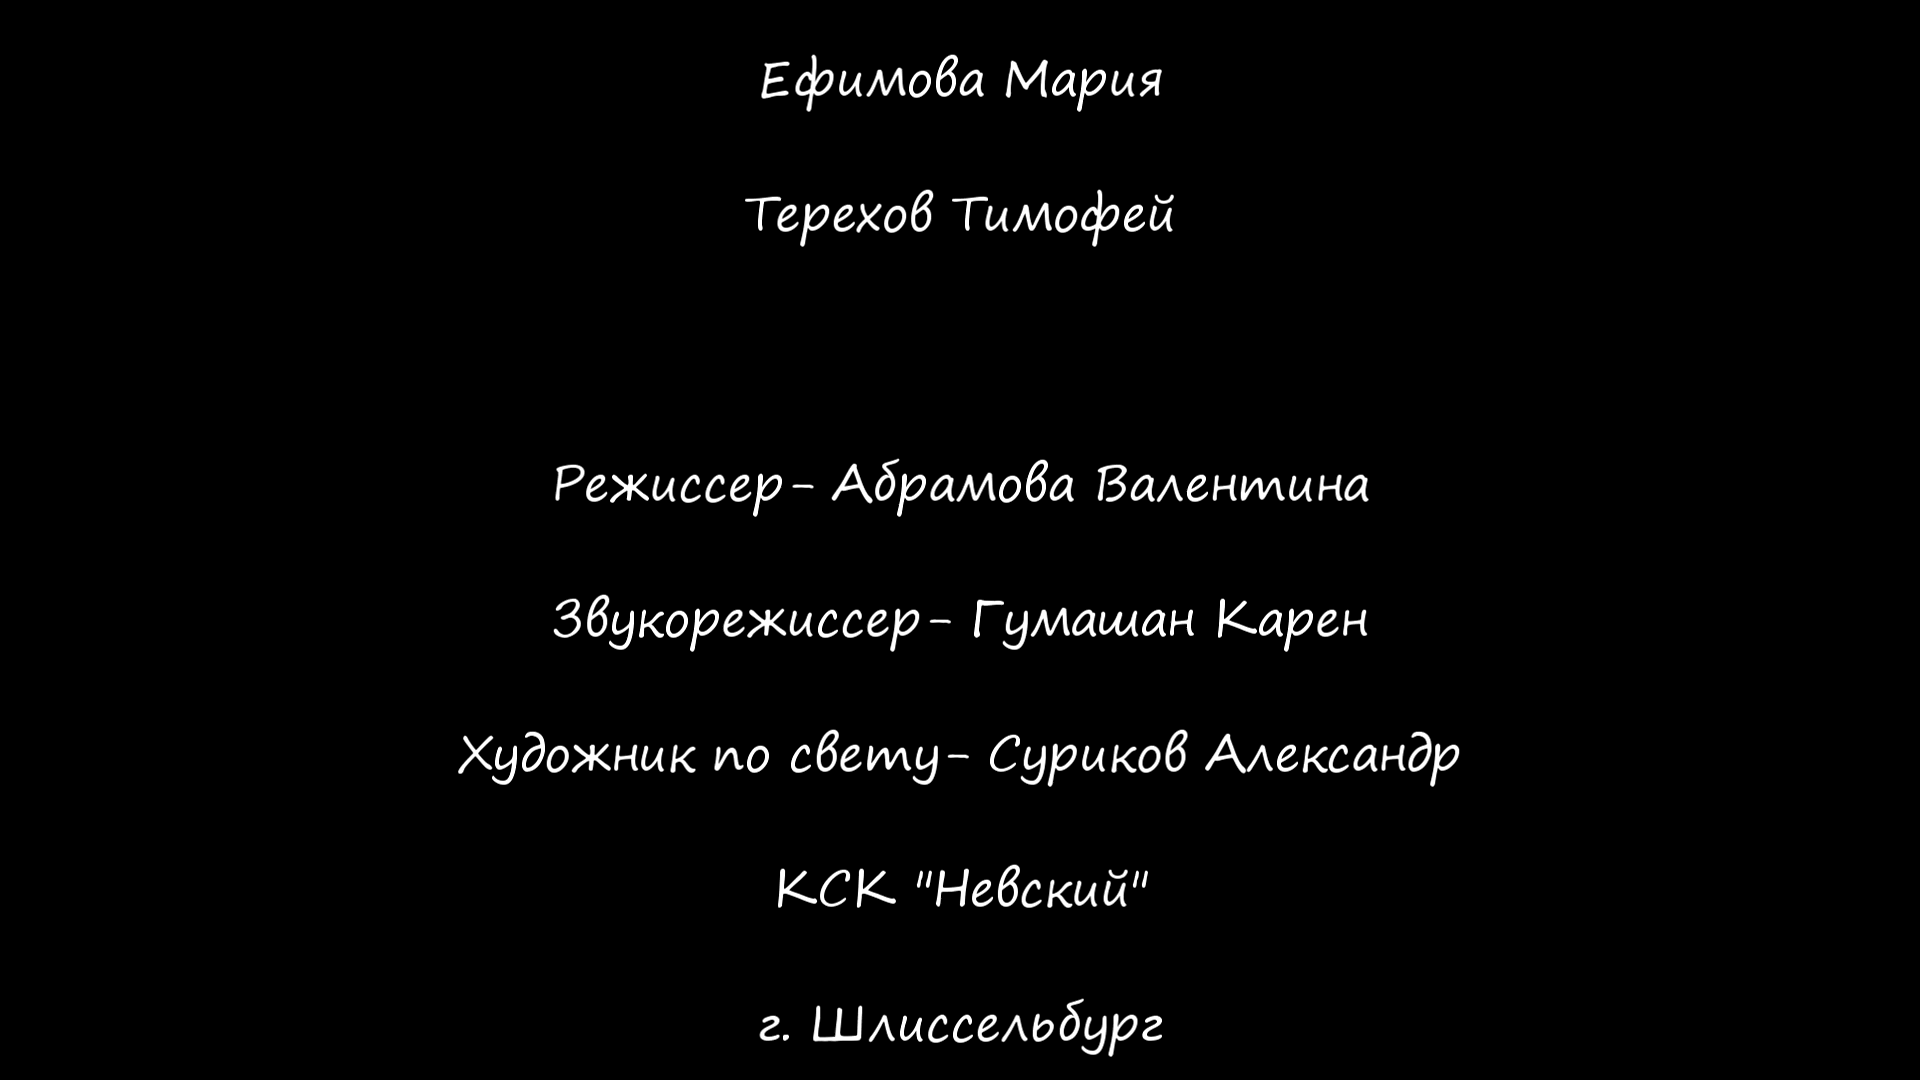 Ефимова Мария
Терехов Тимофей
Режиссер- Абрамова Валентина
Звукорежиссер- Гумашан Карен
Художник по свету- Суриков Александр
КСК "Невский"
г. Шлиссельбург